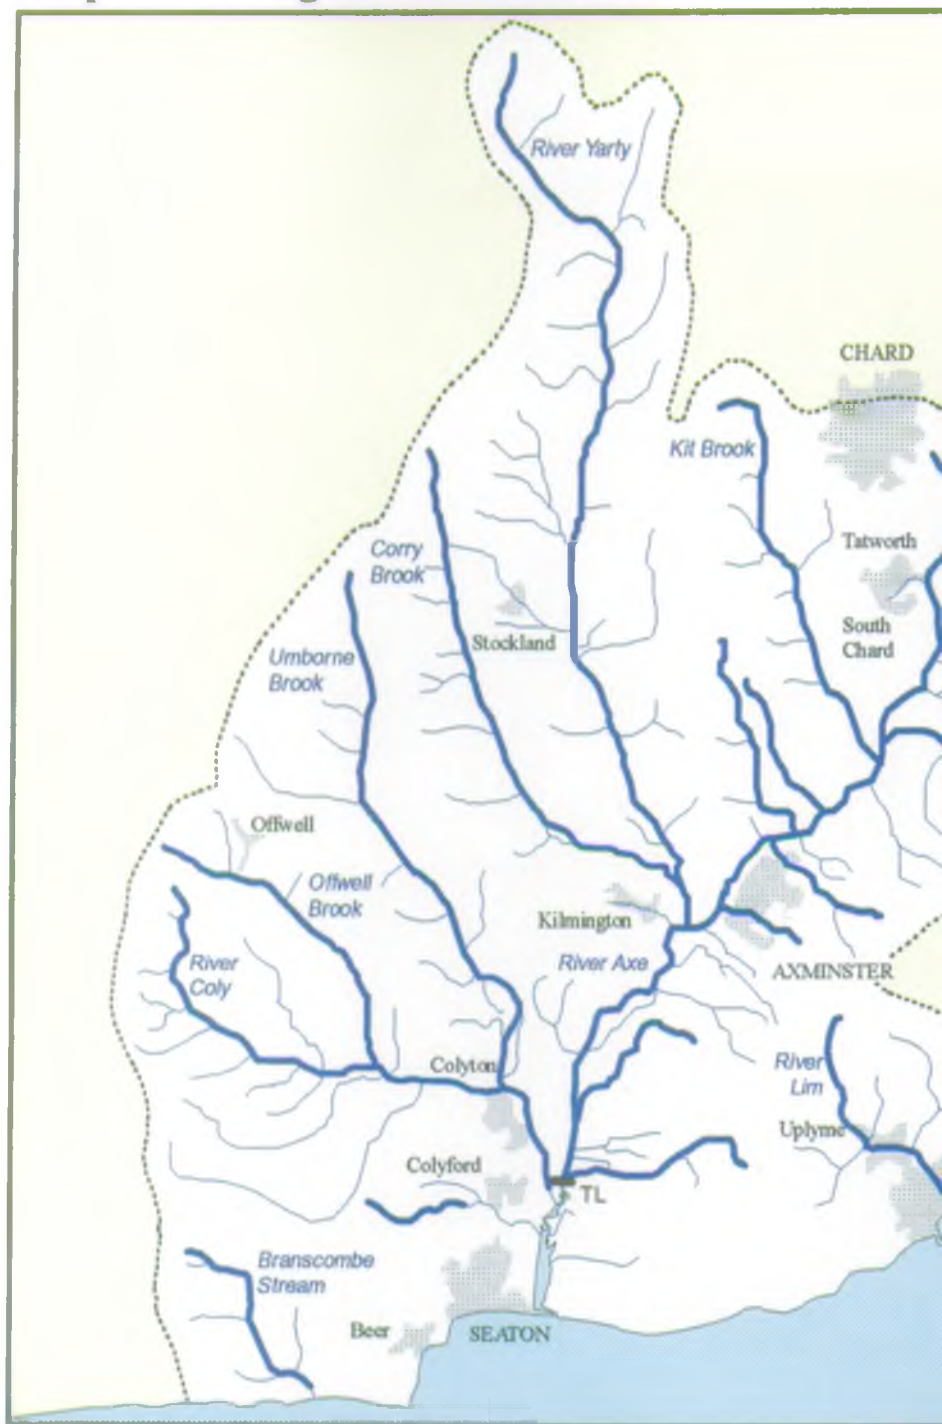 River Yarty
CHARD
Kit Brook
Tatworth
Corry
Brook
South
Chard
Stockland
Umborne
Brook
Offwell
Offwell
Brook
Kilmington
River Axe
River
Coly
AXMINSTER
Colyton
River
Lim
Uplyme
Colyford
TL
Branscombe
Stream
Beer
SEATON